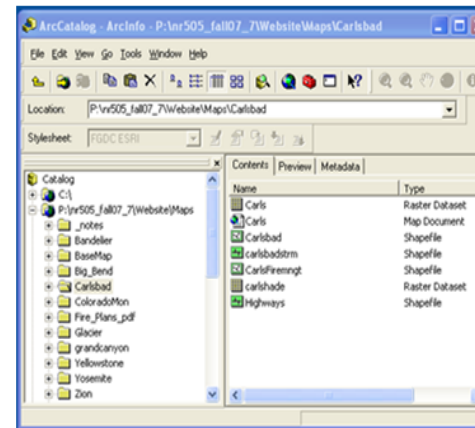 ArcCatalog - ArcInfo - P:\nr505_fall07_7\Website\Maps\Carlsbad
File Edit View Go Tools Window Help
Location: P:\nr505_fall07_7\Website\Maps\Carlsbad
Stylesheet: FGDC ESRI
Catalog
C:\
P:\nr505_fall07_7\Website\Maps
_notes
Bandelier
BaseMap
Big_Bend
Carlsbad
ColoradoMon
Fire_Plans_pdf
Glacier
grandcanyon
Yellowstone
Yosemite
Zion
Contents Preview Metadata
Name Type
Carls Raster Dataset
Carls Map Document
Carlsbad Shapefile
carlsbadstrm Shapefile
CarlsFiremngt Shapefile
carlshade Raster Dataset
Highways Shapefile